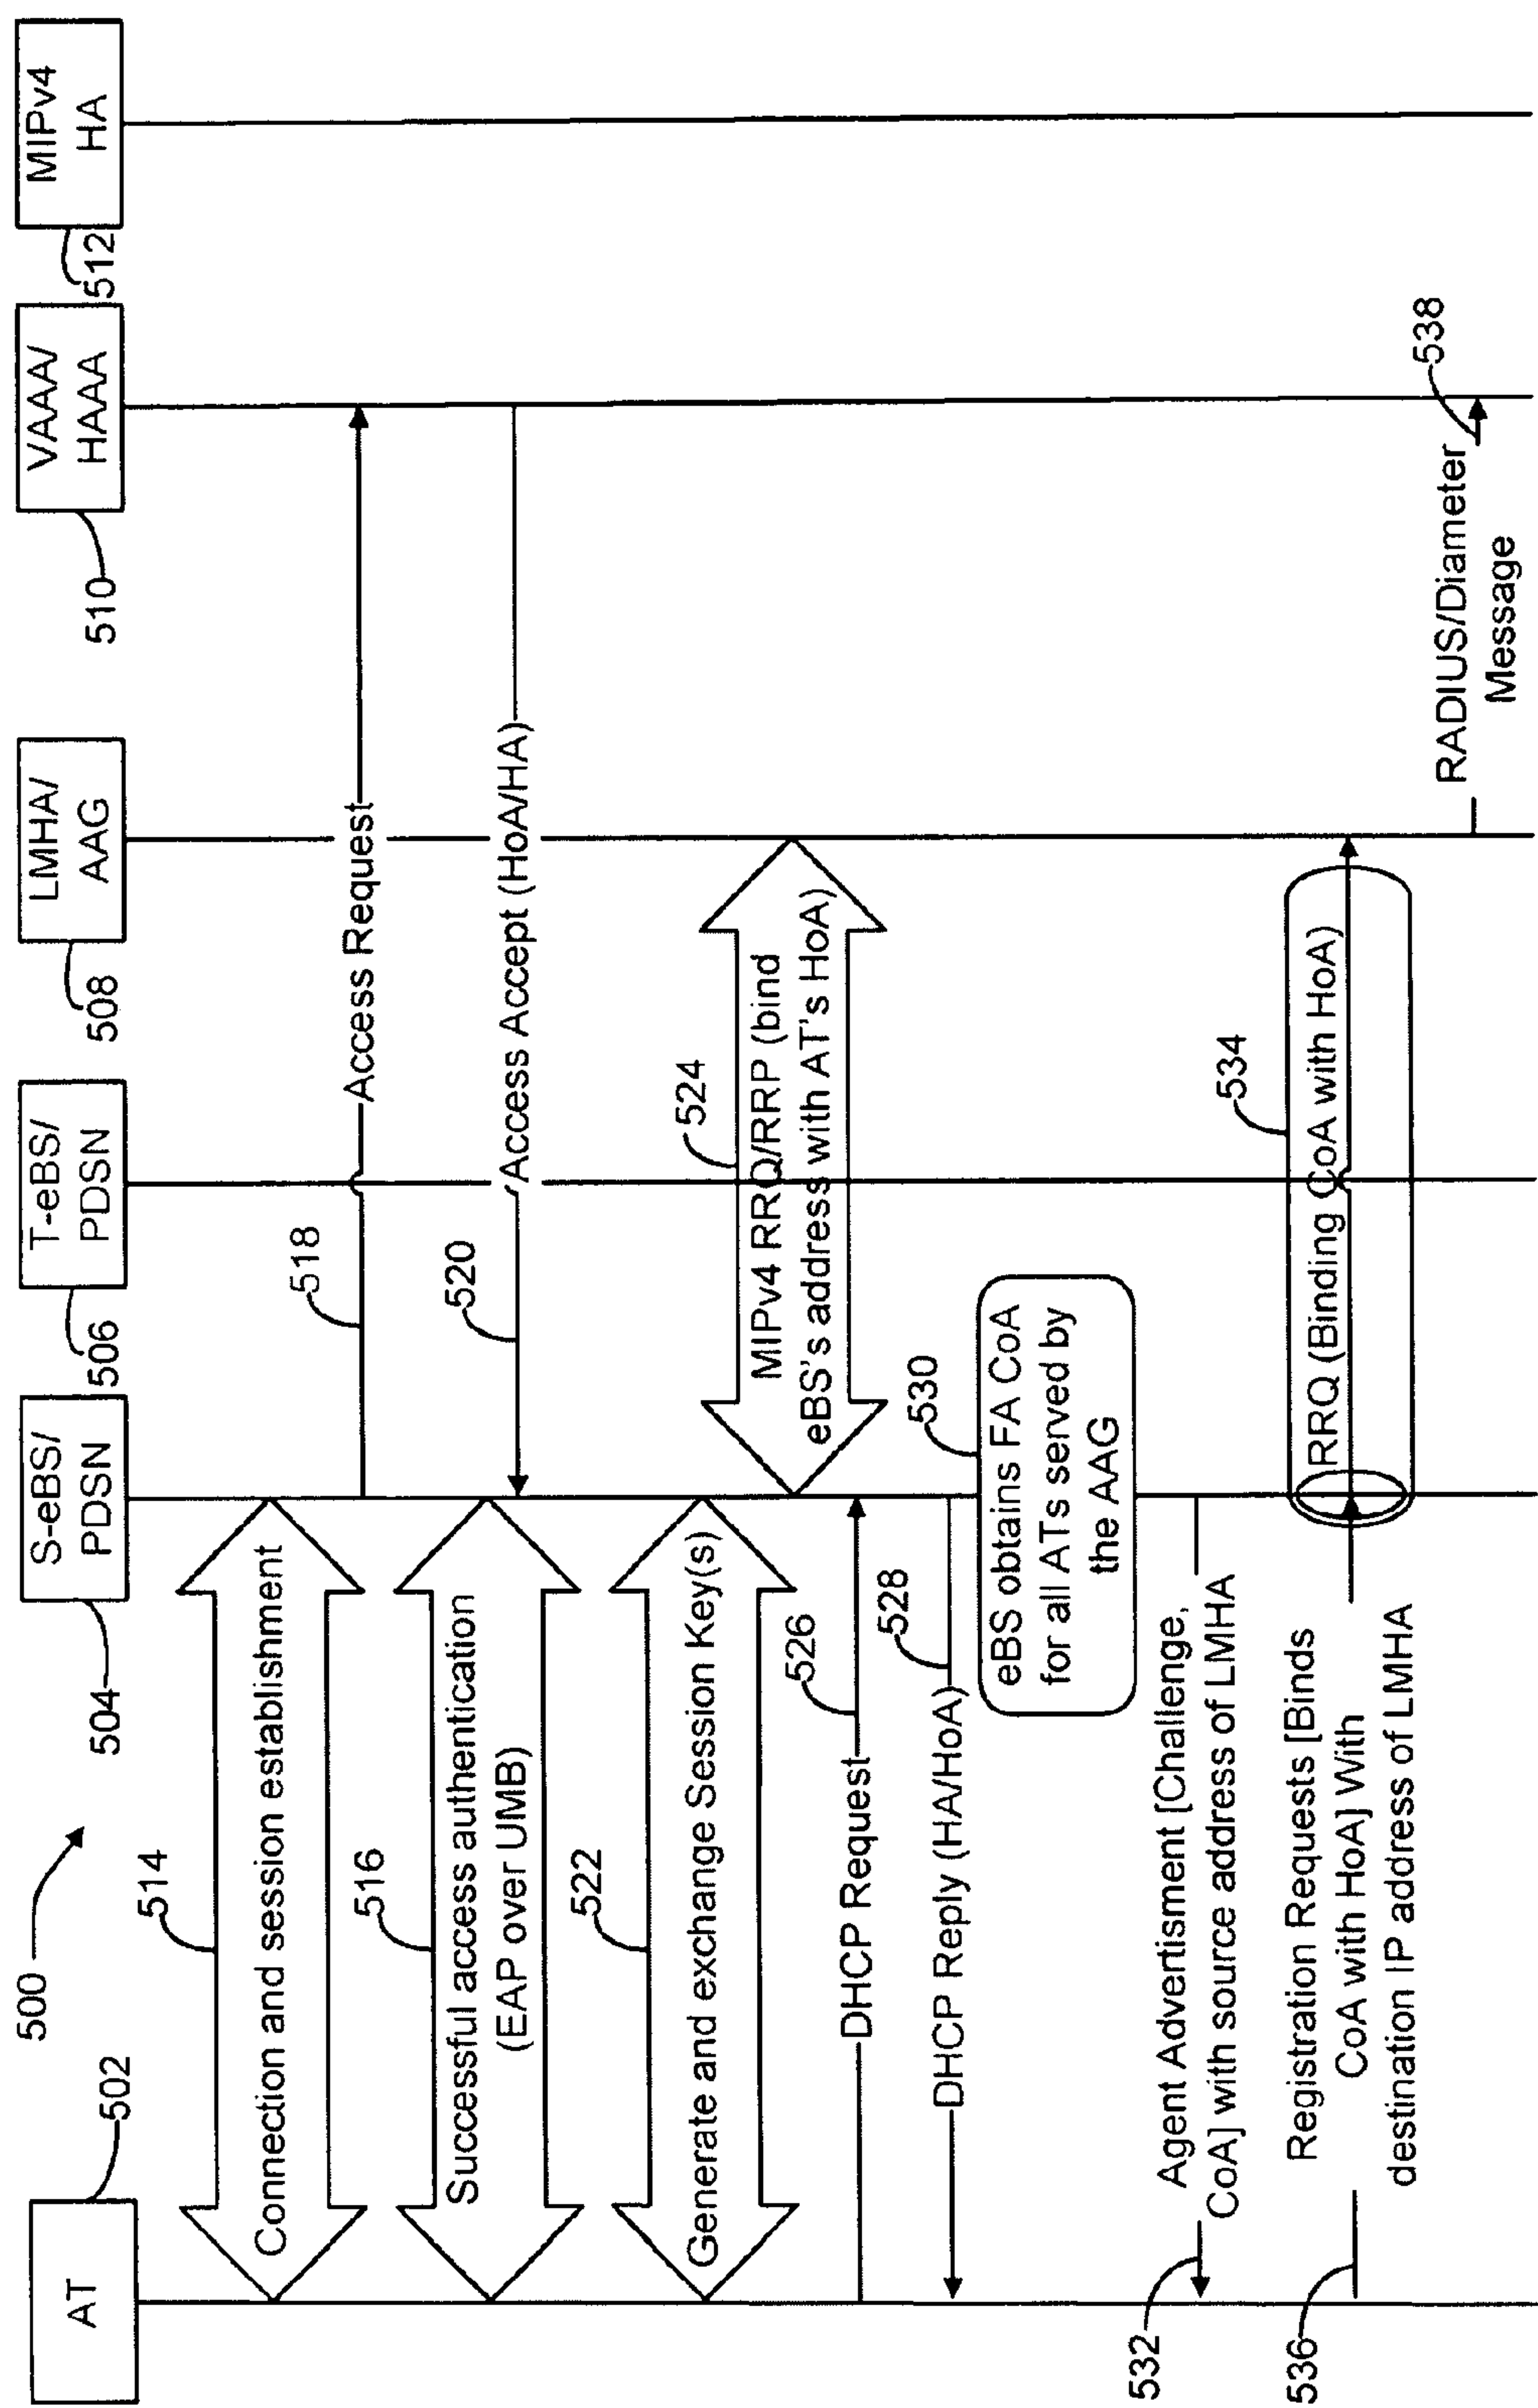 500
AT
502
S-eBS/
PDSN
504
T-eBS/
PDSN
506
LMHA/
AAG
508
VAAA/
HAAA
510
MIPv4
HA
512
514
Connection and session establishment
518
Access Request
516
Successful access authentication
(EAP over UMB)
520
Access Accept (HoA/HA)
522
Generate and exchange Session Key(s)
524
MIPv4 RRQ/RRP (bind
eBS's address with AT's HoA)
526
DHCP Request
528
DHCP Reply (HA/HoA)
530
eBS obtains FA CoA
for all ATs served by
the AAG
532
Agent Advertisment [Challenge,
CoA] with source address of LMHA
534
RRQ (Binding CoA with HoA)
536
Registration Requests [Binds
CoA with HoA] With
destination IP address of LMHA
538
RADIUS/Diameter
Message